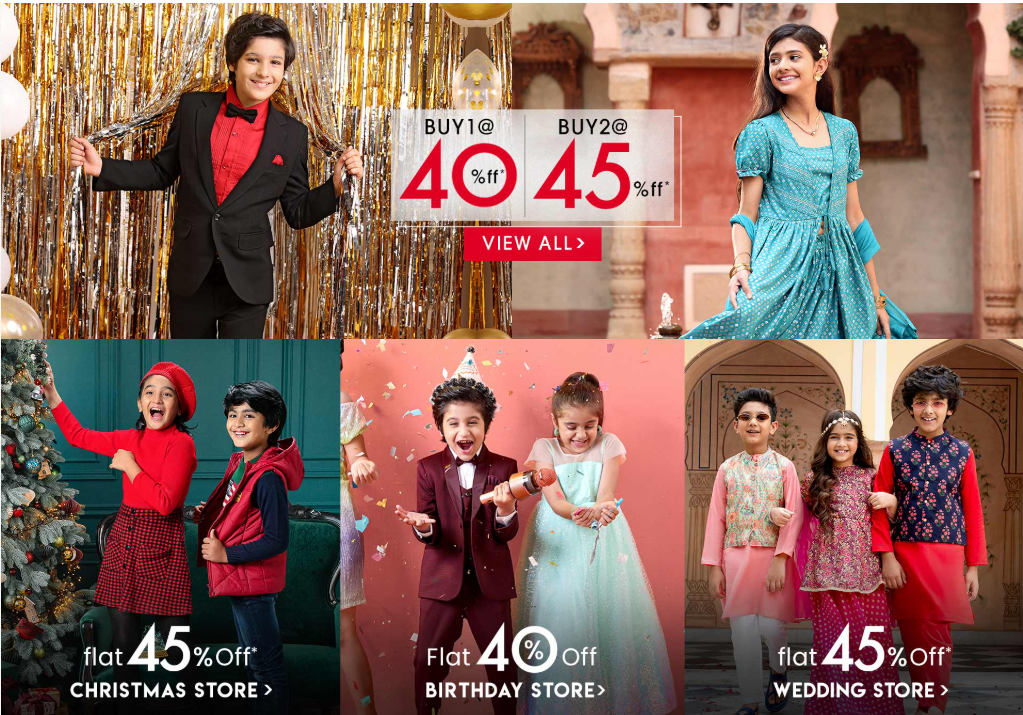 BUY1@
40%ff*
BUY2@
45%ff*
VIEW ALL>
flat 45%Off*
CHRISTMAS STORE >
Flat 40% Off
BIRTHDAY STORE>
flat 45%Off*
WEDDING STORE >